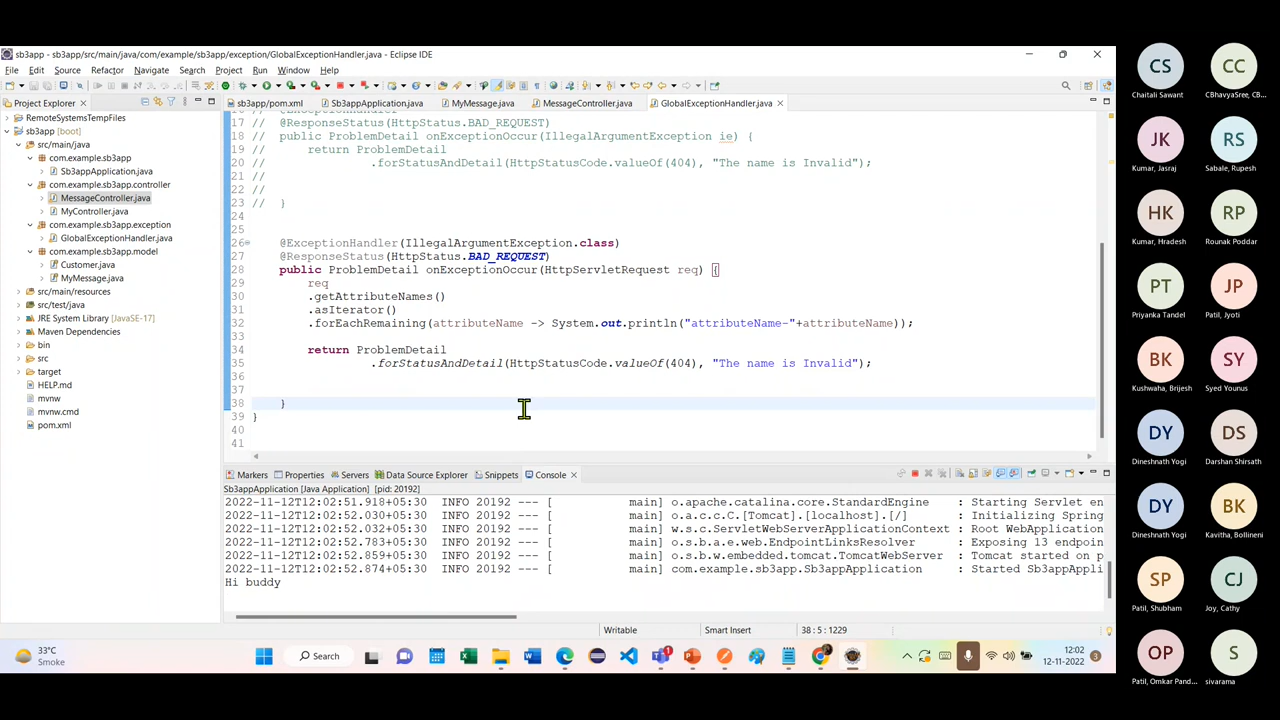 sb3app - sb3app/src/main/java/com/example/sb3app/exception/GlobalExceptionHandler.java - Eclipse IDE
File Edit Source Refactor Navigate Search Project Run Window Help
Project Explorer
RemoteSystemsTempFiles
sb3app [boot]
src/main/java
com.example.sb3app
Sb3appApplication.java
com.example.sb3app.controller
MessageController.java
MyController.java
com.example.sb3app.exception
GlobalExceptionHandler.java
com.example.sb3app.model
Customer.java
MyMessage.java
src/main/resources
src/test/java
JRE System Library [JavaSE-17]
Maven Dependencies
bin
src
target
HELP.md
mvnw
mvnw.cmd
pom.xml
sb3app/pom.xml Sb3appApplication.java MyMessage.java MessageController.java GlobalExceptionHandler.java
17 // @ResponseStatus(HttpStatus.BAD_REQUEST)
18 // public ProblemDetail onExceptionOccur(IllegalArgumentException ie) {
19 // return ProblemDetail
20 // .forStatusAndDetail(HttpStatusCode.valueOf(404), "The name is Invalid");
21 //
22 //
23 // }
24
25
26 @ExceptionHandler(IllegalArgumentException.class)
27 @ResponseStatus(HttpStatus.BAD_REQUEST)
28 public ProblemDetail onExceptionOccur(HttpServletRequest req) {
29 req
30 .getAttributeNames()
31 .asIterator()
32 .forEachRemaining(attributeName -> System.out.println("attributeName-"+attributeName));
33
34 return ProblemDetail
35 .forStatusAndDetail(HttpStatusCode.valueOf(404), "The name is Invalid");
36
37
38 }
39 }
40
41
Markers Properties Servers Data Source Explorer Snippets Console
Sb3appApplication [Java Application] [pid: 20192]
2022-11-12T12:02:51.918+05:30 INFO 20192 --- [ main] o.apache.catalina.core.StandardEngine : Starting Servlet en
2022-11-12T12:02:52.030+05:30 INFO 20192 --- [ main] o.a.c.c.C.[Tomcat].[localhost].[/] : Initializing Spring
2022-11-12T12:02:52.032+05:30 INFO 20192 --- [ main] w.s.c.ServletWebServerApplicationContext : Root WebApplication
2022-11-12T12:02:52.783+05:30 INFO 20192 --- [ main] o.s.b.a.e.web.EndpointLinksResolver : Exposing 13 endpoin
2022-11-12T12:02:52.859+05:30 INFO 20192 --- [ main] o.s.b.w.embedded.tomcat.TomcatWebServer : Tomcat started on p
2022-11-12T12:02:52.874+05:30 INFO 20192 --- [ main] com.example.sb3app.Sb3appApplication : Started Sb3appAppli
Hi buddy
Writable Smart Insert 38 : 5 : 1229
33°C
Smoke
Search
1
12:02
12-11-2022
3
CS CC
Chaitali Sawant CBhavyaSree, CB...
JK RS
Kumar, Jasraj Sabale, Rupesh
HK RP
Kumar, Hradesh Rounak Poddar
PT JP
Priyanka Tandel Patil, Jyoti
BK SY
Kushwaha, Brijesh Syed Younus
DY DS
Dineshnath Yogi Darshan Shirsath
DY BK
Dineshnath Yogi Kavitha, Bollineni
SP CJ
Patil, Shubham Joy, Cathy
OP S
Patil, Omkar Pand... sivarama